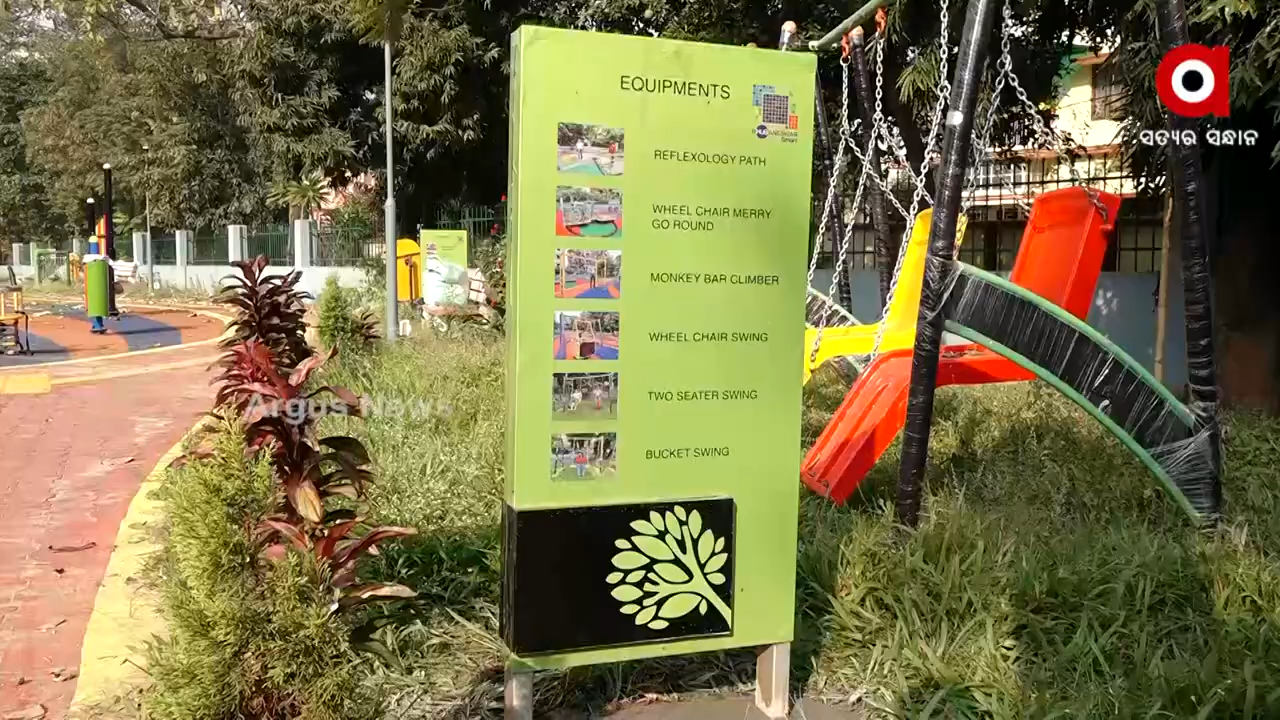 EQUIPMENTS
REFLEXOLOGY PATH
WHEEL CHAIR MERRY
GO ROUND
MONKEY BAR CLIMBER
WHEEL CHAIR SWING
TWO SEATER SWING
BUCKET SWING
ସତ୍ୟର ସନ୍ଧାନ
Argus News